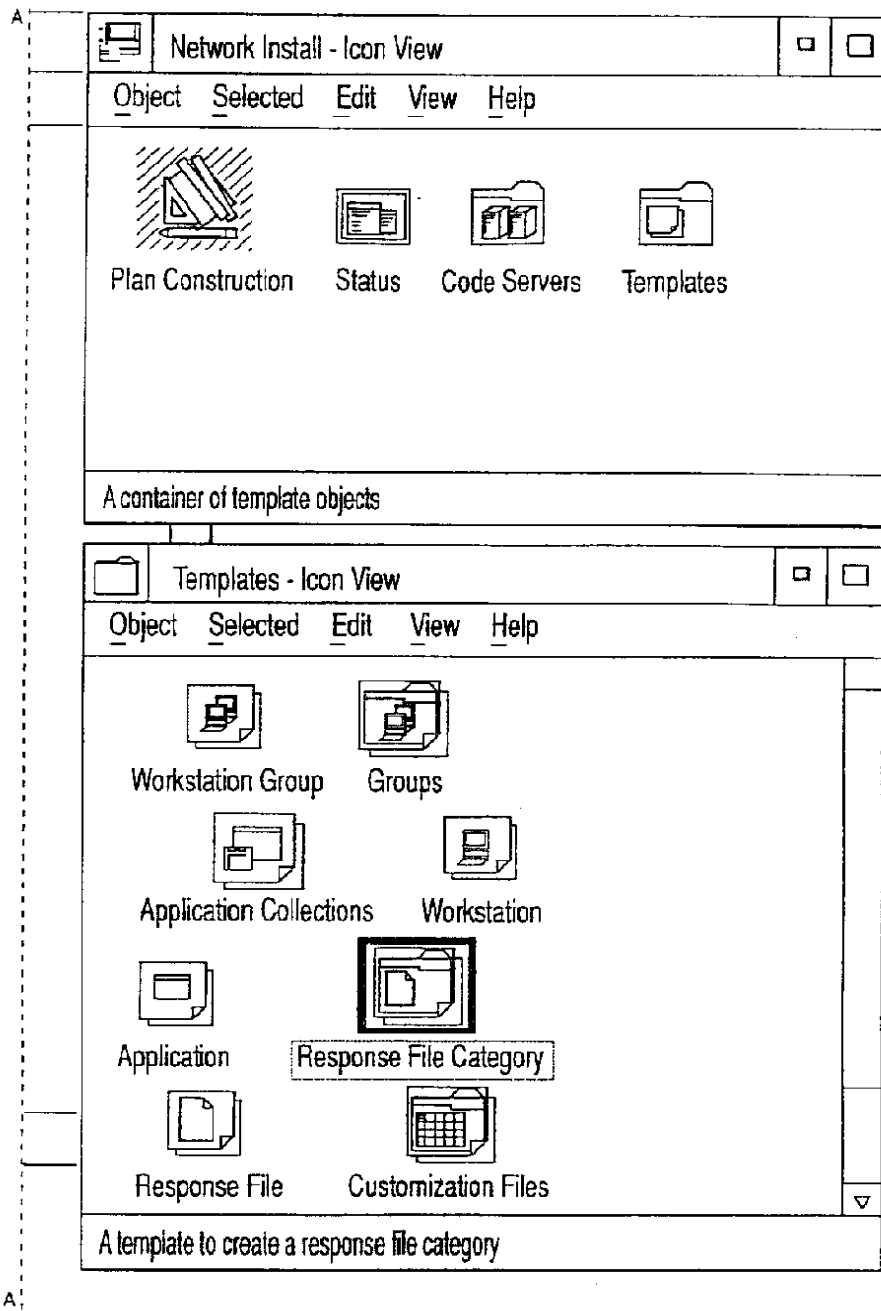 A
Network Install - Icon View
Object Selected Edit View Help
Plan Construction Status Code Servers Templates
A container of template objects
Templates - Icon View
Object Selected Edit View Help
Workstation Group Groups
Application Collections Workstation
Application Response File Category
Response File Customization Files
A template to create a response file category
A